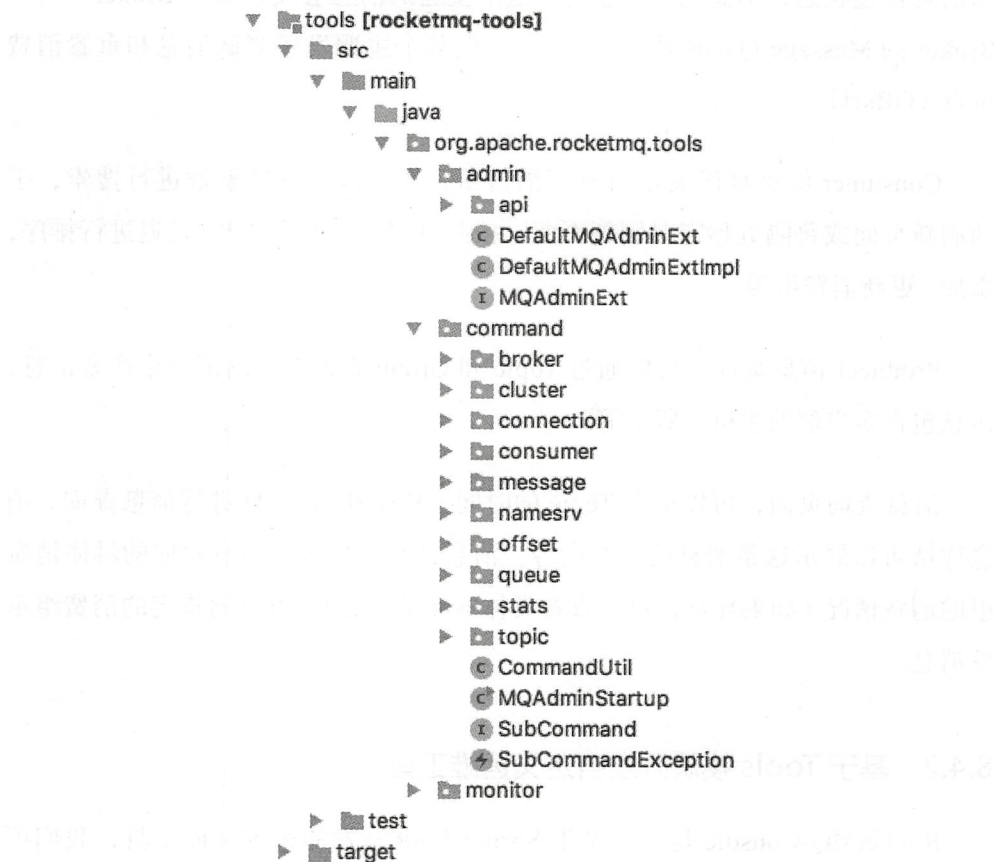 tools [rocketmq-tools]
src
main
java
org.apache.rocketmq.tools
admin
api
DefaultMQAdminExt
DefaultMQAdminExtImpl
MQAdminExt
command
broker
cluster
connection
consumer
message
namesrv
offset
queue
stats
topic
CommandUtil
MQAdminStartup
SubCommand
SubCommandException
monitor
test
target